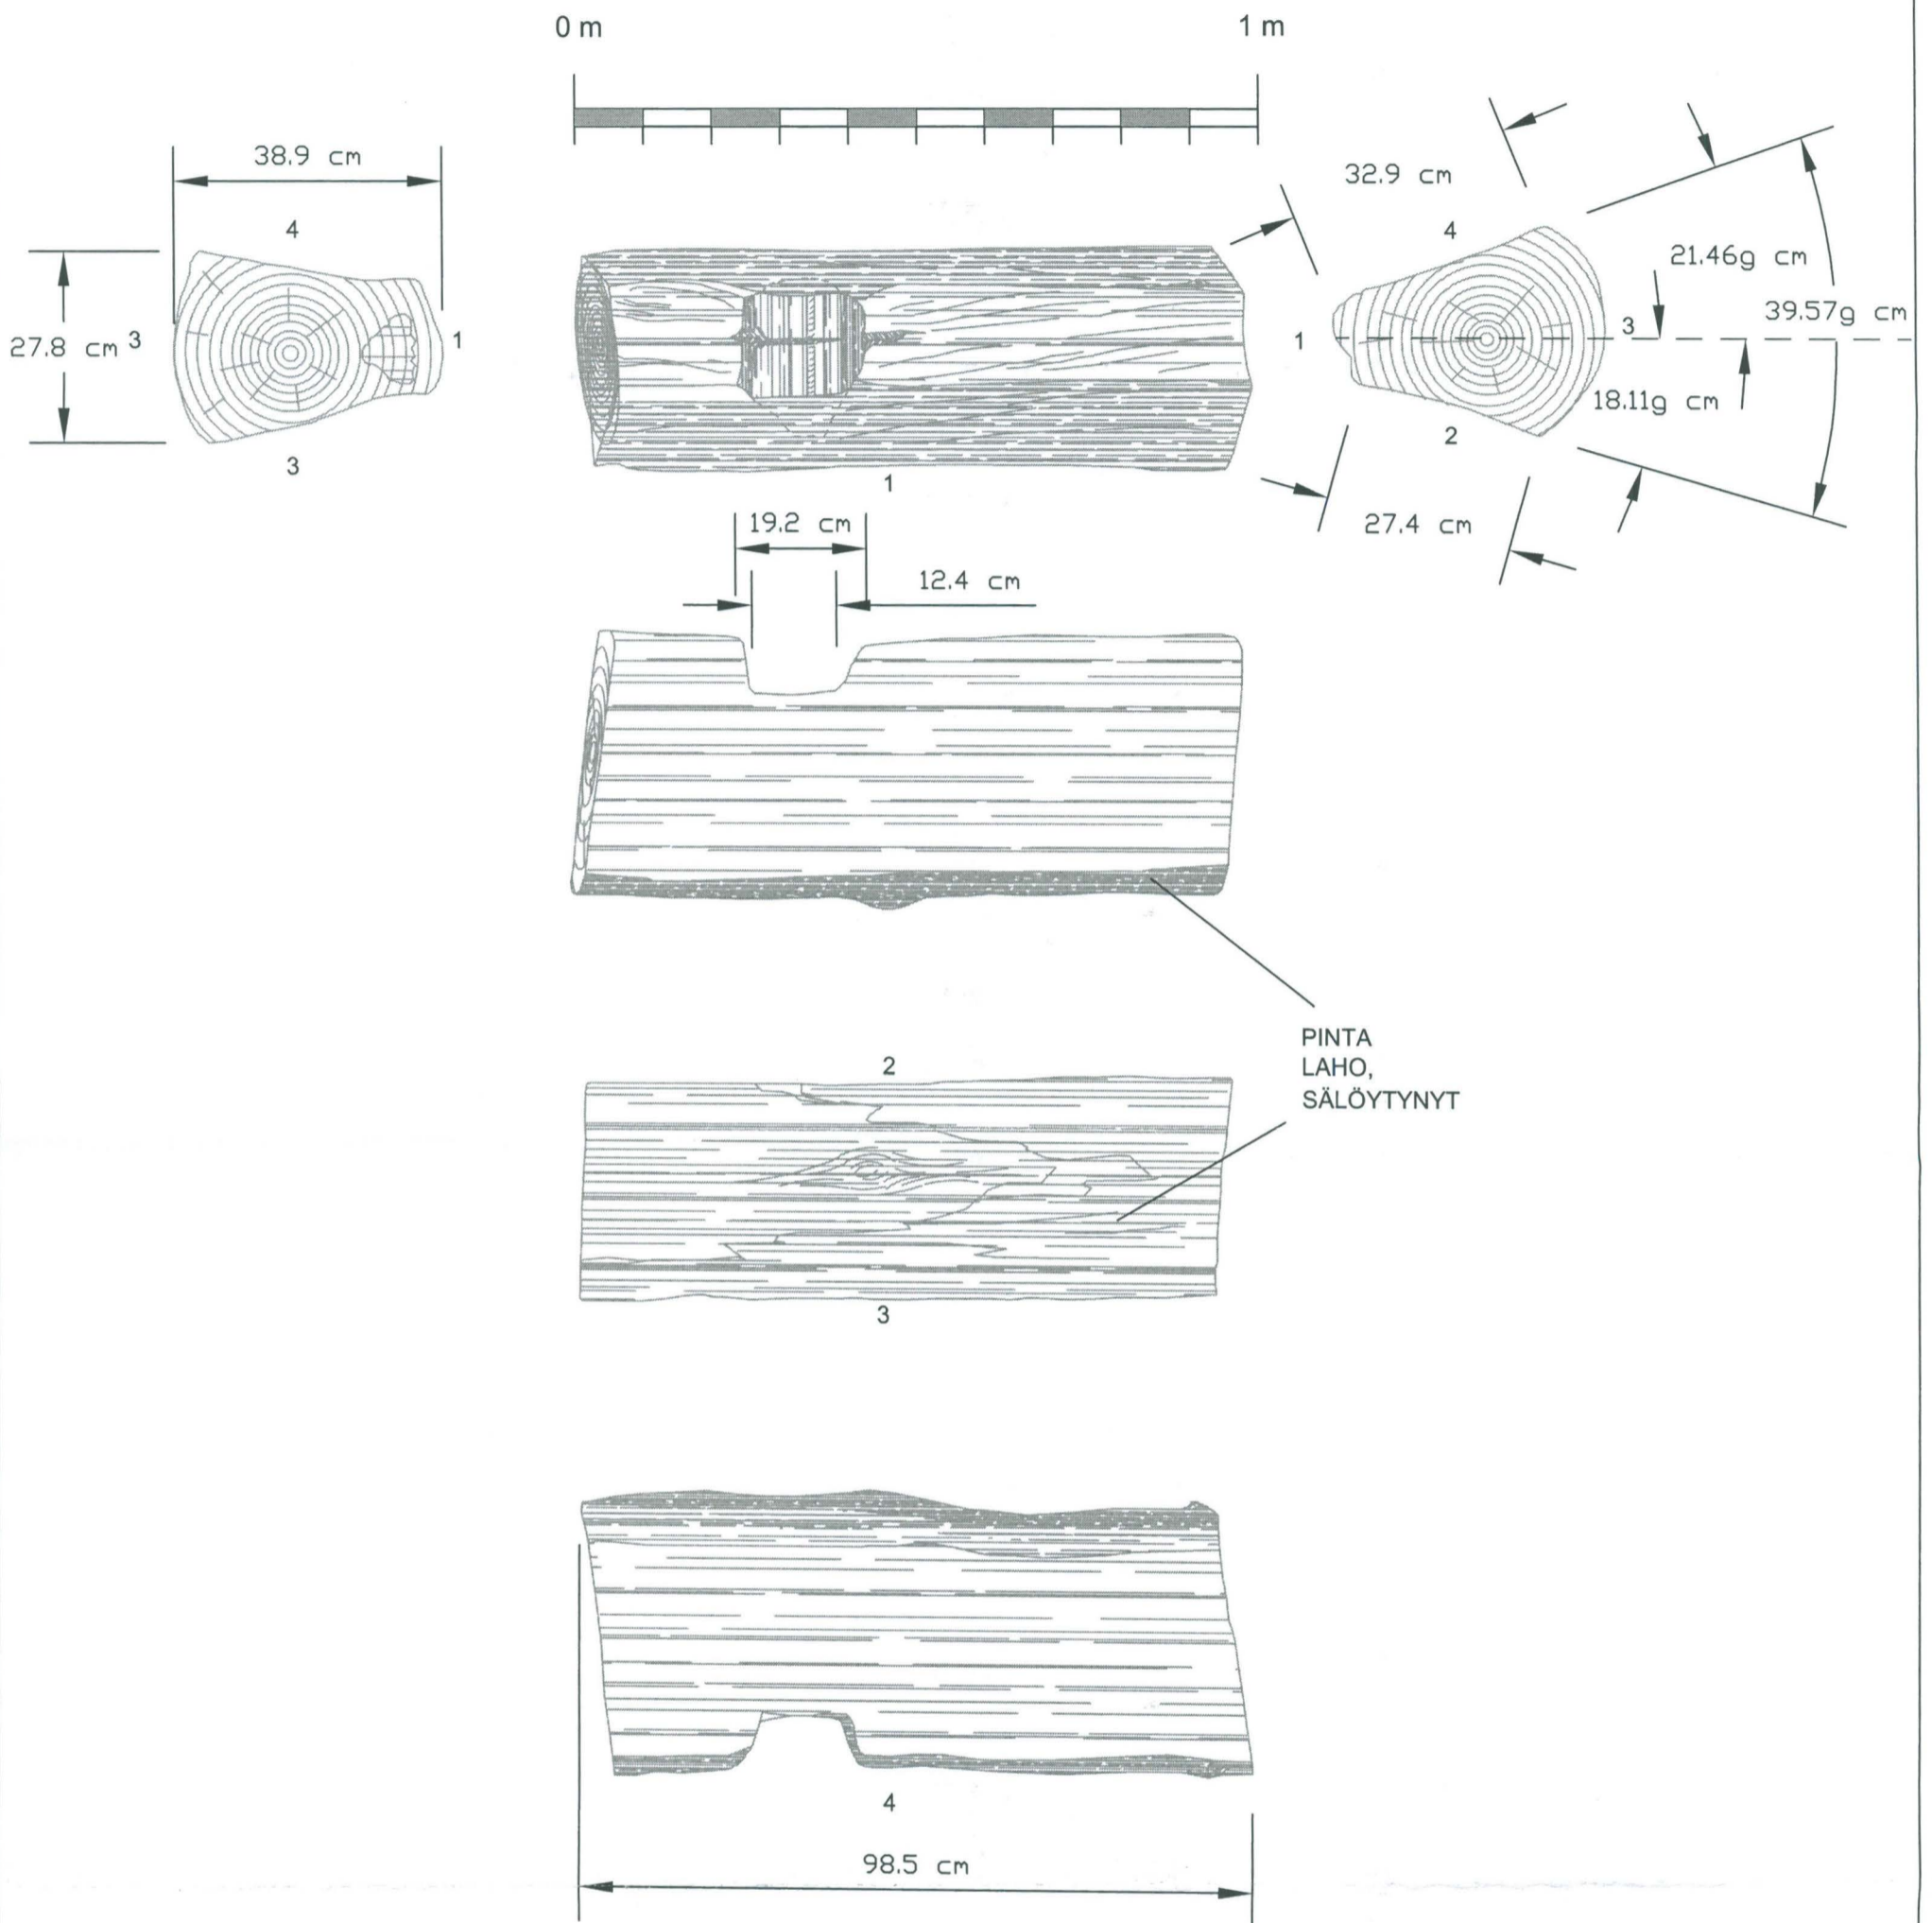 0 m
1 m
38.9 cm
32.9 cm
4
4
21.46g cm
39.57g cm
27.8 cm
3
1
1
3
18.11g cm
3
2
1
19.2 cm
27.4 cm
12.4 cm
PINTA
LAHO,
SÄLÖYTYNYT
2
3
4
98.5 cm